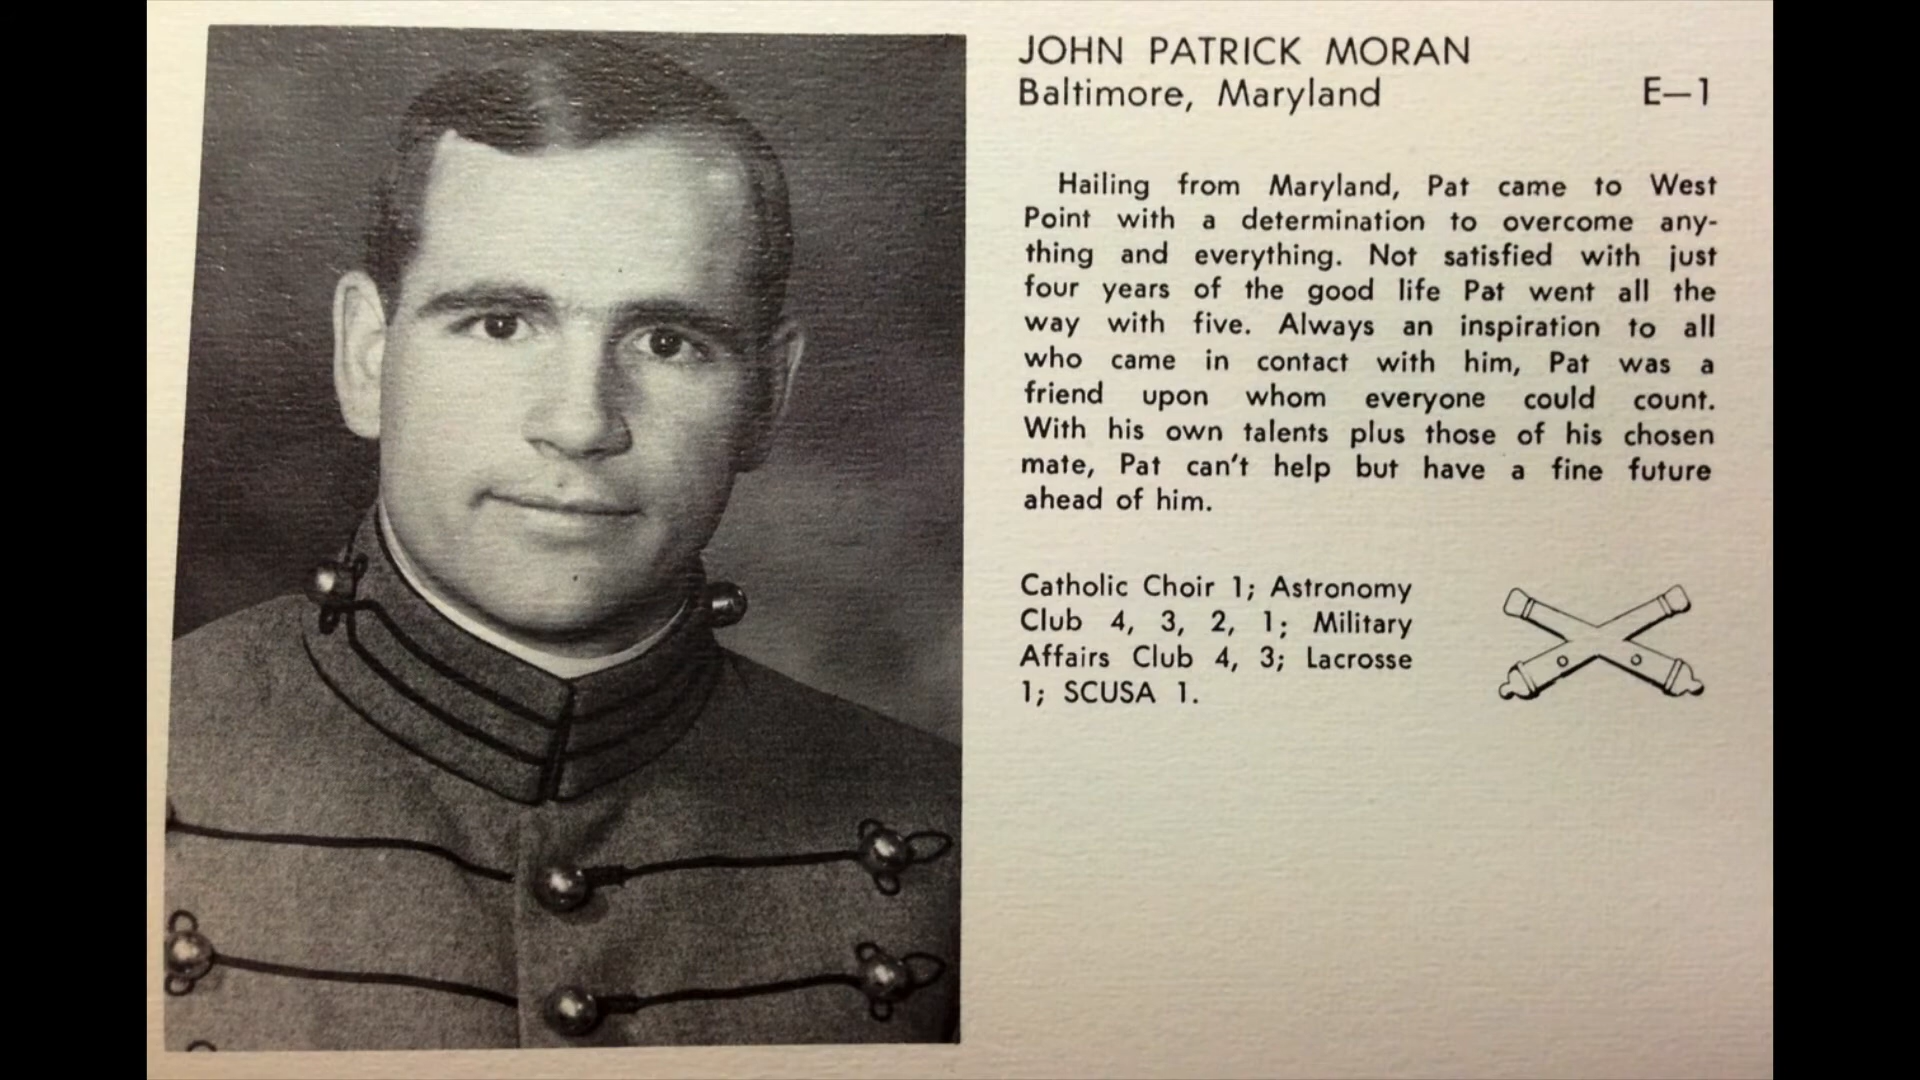 JOHN PATRICK MORAN
Baltimore, Maryland E—1
Hailing from Maryland, Pat came to West
Point with a determination to overcome any-
thing and everything. Not satisfied with just
four years of the good life Pat went all the
way with five. Always an inspiration to all
who came in contact with him, Pat was a
friend upon whom everyone could count.
With his own talents plus those of his chosen
mate, Pat can't help but have a fine future
ahead of him.
Catholic Choir 1; Astronomy
Club 4, 3, 2, 1; Military
Affairs Club 4, 3; Lacrosse
1; SCUSA 1.